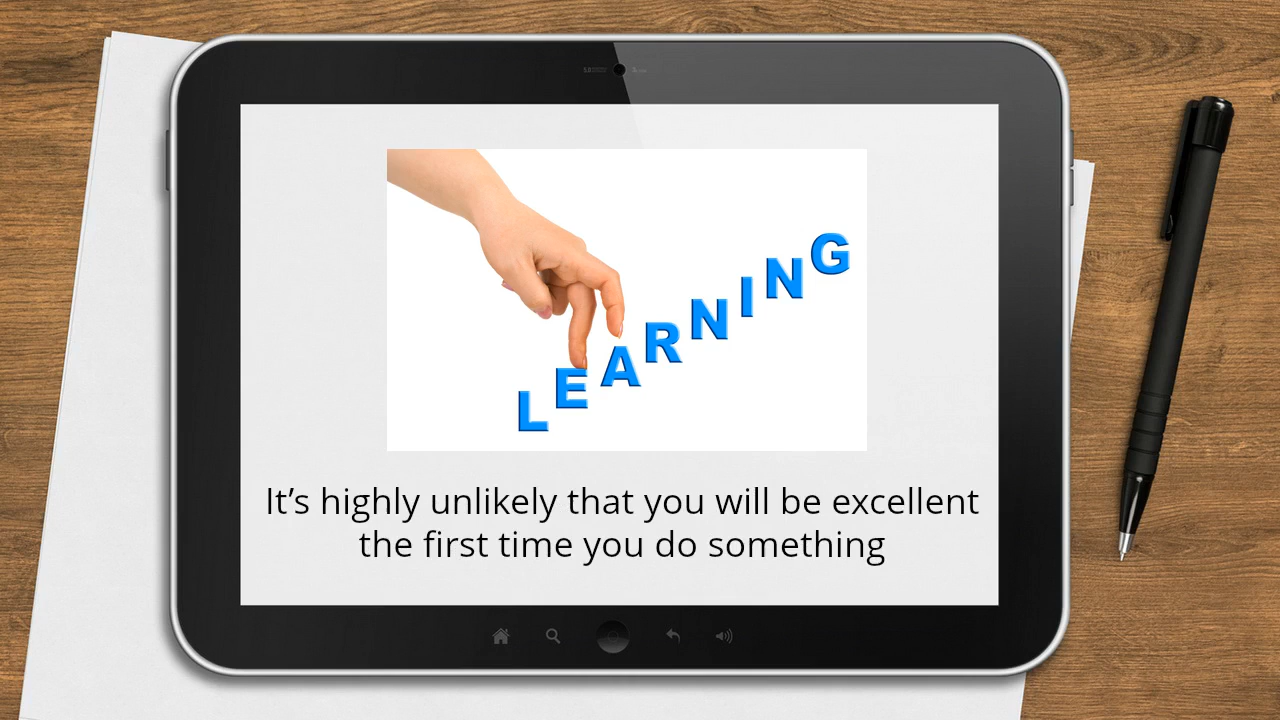 LEARNING
It’s highly unlikely that you will be excellent
the first time you do something